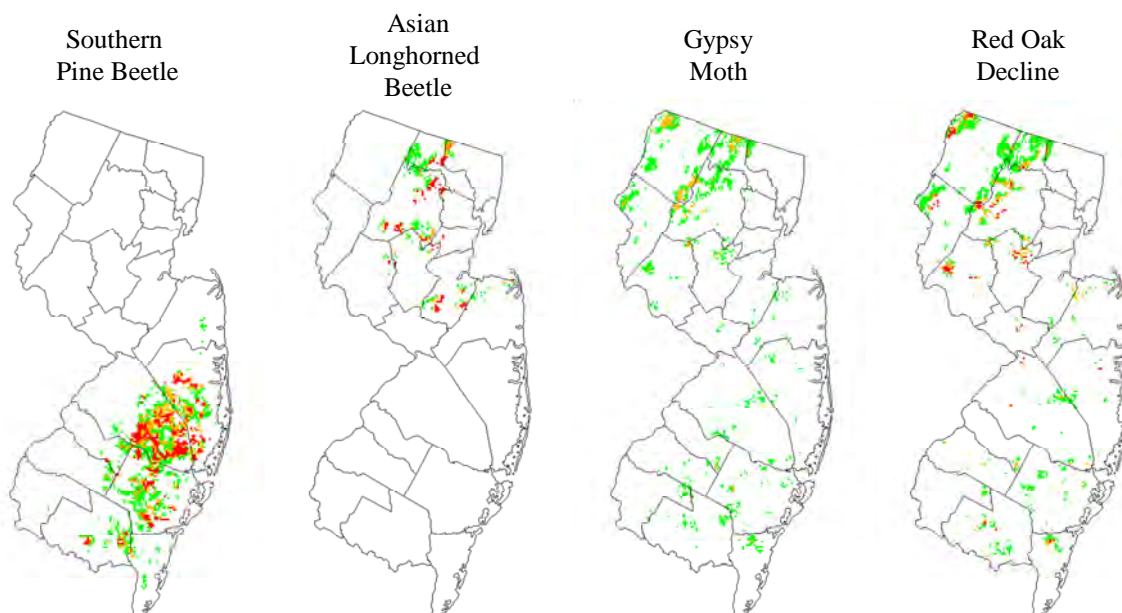 Southern
Pine Beetle
Asian
Longhorned
Beetle
Gypsy
Moth
Red Oak
Decline